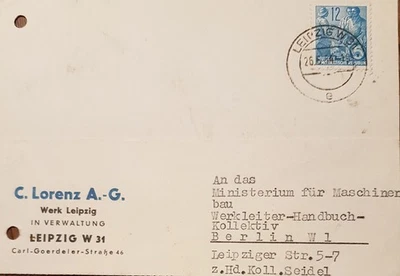 12
LEIPZIG W 31
C. Lorenz A.-G.
Werk Leipzig
IN VERWALTUNG
LEIPZIG W 31
Carl-Goerdeler-Straße 46
An das
Ministerium für Maschinen
bau
Werkleiter-Handbuch-
Kollektiv
Berlin W1
Leipziger Str. 5-7
z.Hd.Koll.Seidel